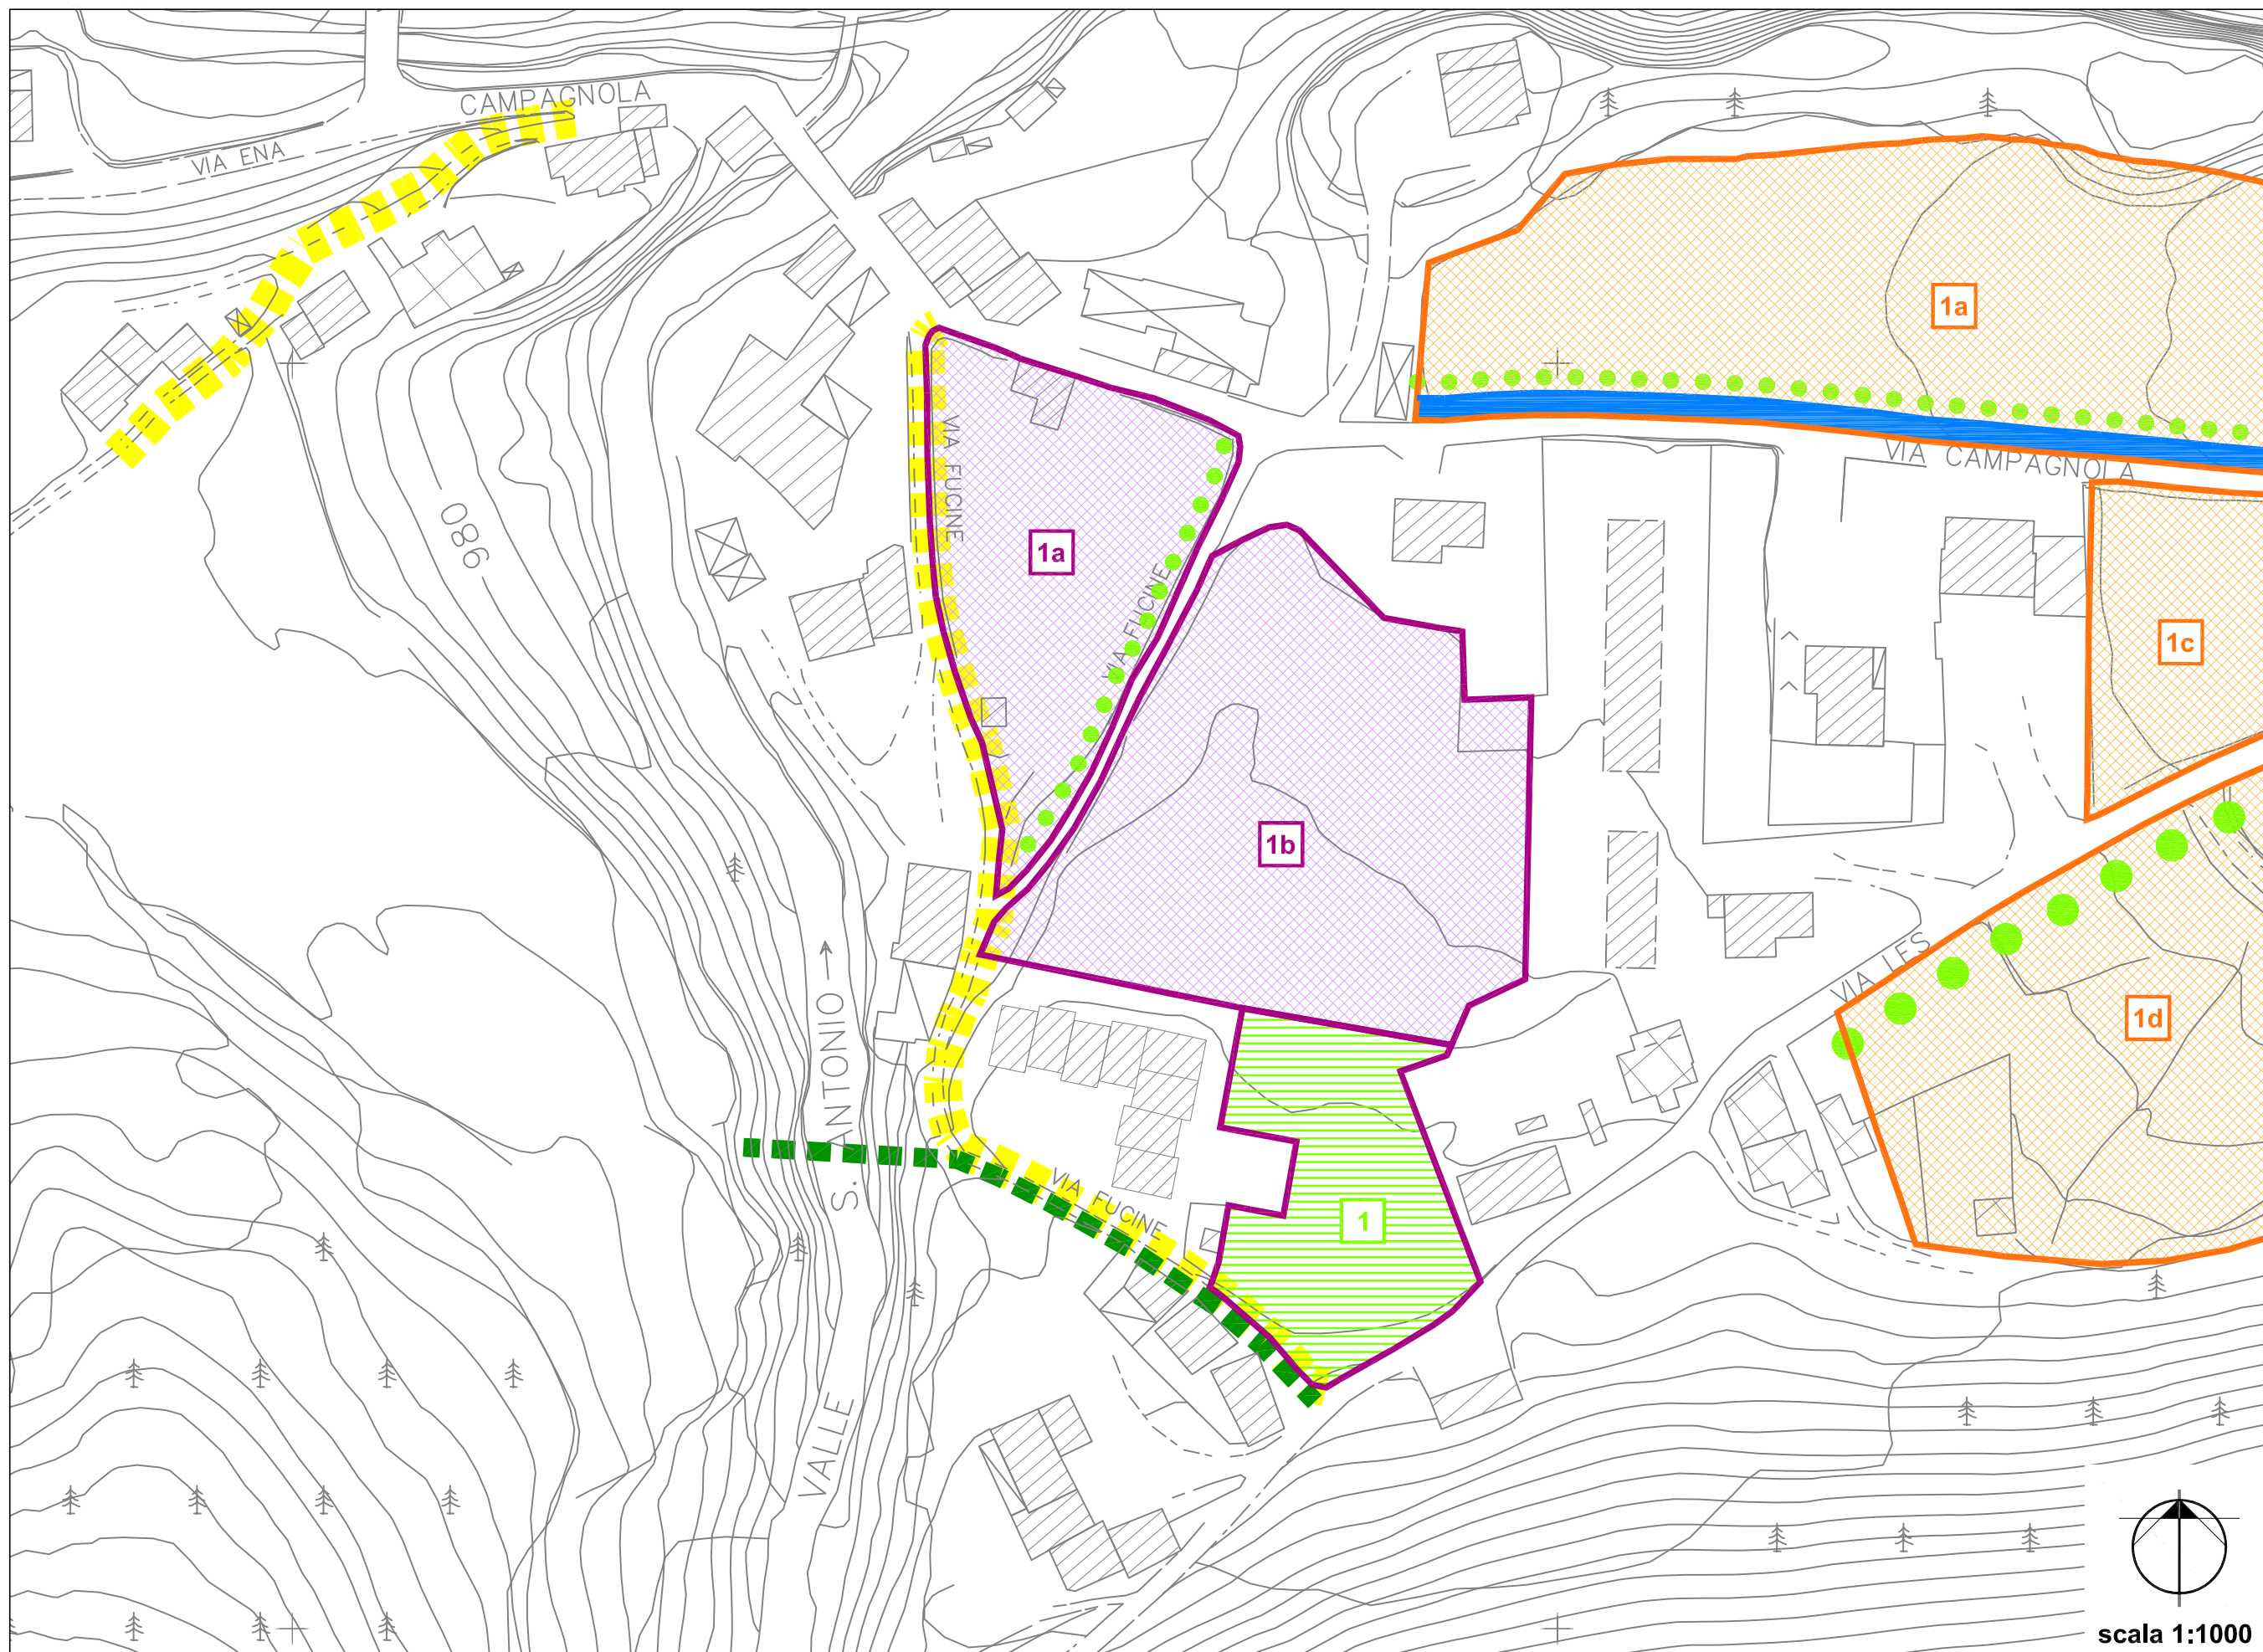 CAMPAGNOLA
VIA ENA
1a
VIA FUCINE
VIA CAMPAGNOLA
980
1a
VIA FUCINE
1c
1b
VIA LES
1d
VALLE S. ANTONIO
VIA FUCINE
1
scala 1:1000